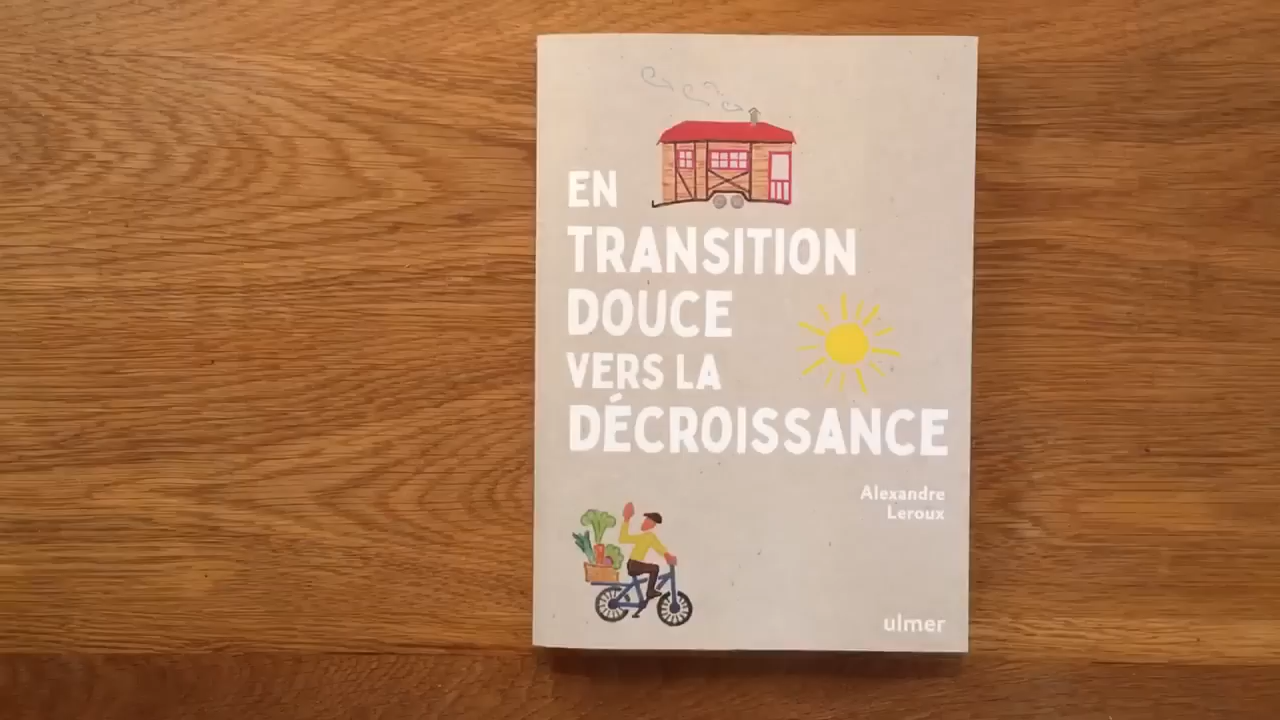 EN
TRANSITION
DOUCE
VERS LA
DÉCROISSANCE
Alexandre
Leroux
ulmer